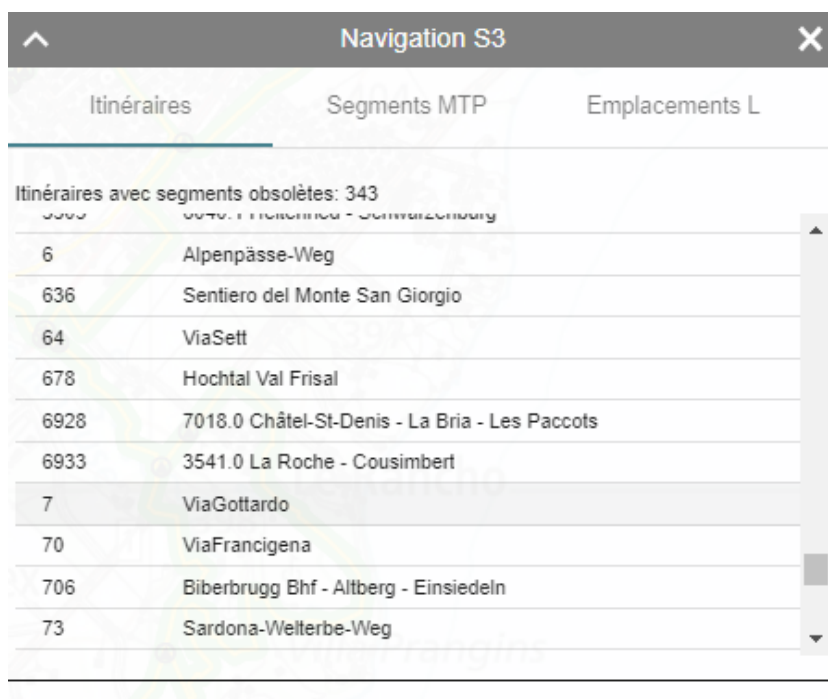 Navigation S3
Itinéraires Segments MTP Emplacements L
Itinéraires avec segments obsolètes: 343
6 Alpenpässe-Weg
636 Sentiero del Monte San Giorgio
64 ViaSett
678 Hochtal Val Frisal
6928 7018.0 Châtel-St-Denis - La Bria - Les Paccots
6933 3541.0 La Roche - Cousimbert
7 ViaGottardo
70 ViaFrancigena
706 Biberbrugg Bhf - Altberg - Einsiedeln
73 Sardona-Welterbe-Weg